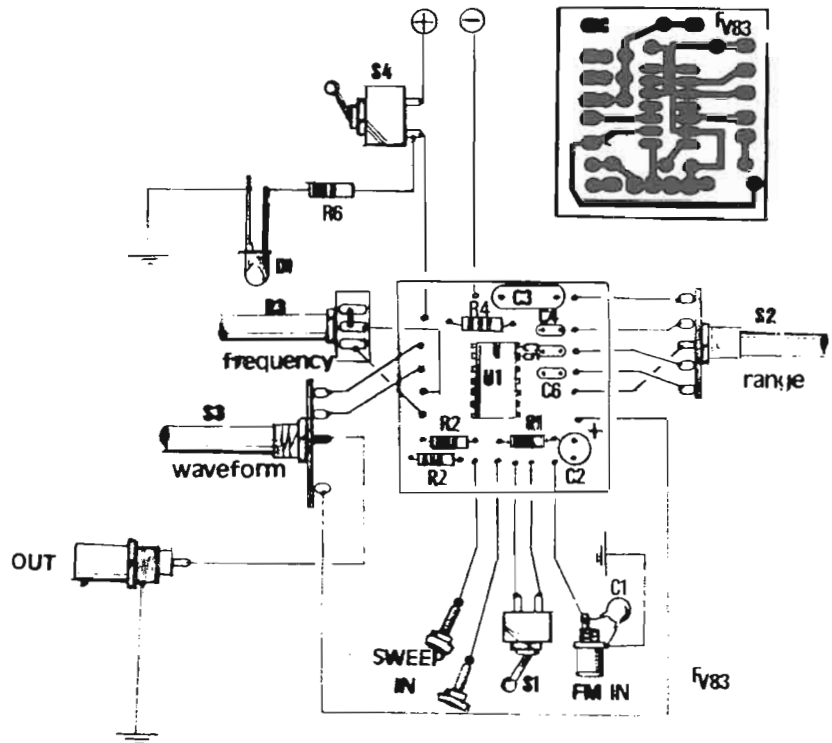 +
−
FV83
S4
R6
D1
R3
C3
R4
C4
S2
frequency
U1
C6
range
S3
R2
R1
+
waveform
R2
C2
OUT
C1
SWEEP
IN
S1
FM IN
FV83